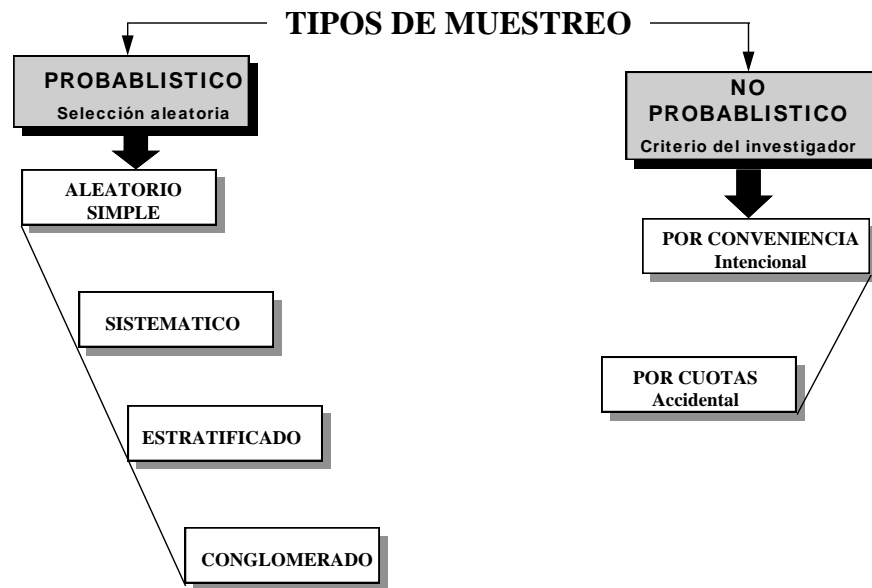 TIPOS DE MUESTREO
PROBABLISTICO
Selección aleatoria
ALEATORIO
SIMPLE
SISTEMATICO
ESTRATIFICADO
CONGLOMERADO
NO
PROBABLISTICO
Criterio del investigador
POR CONVENIENCIA
Intencional
POR CUOTAS
Accidental